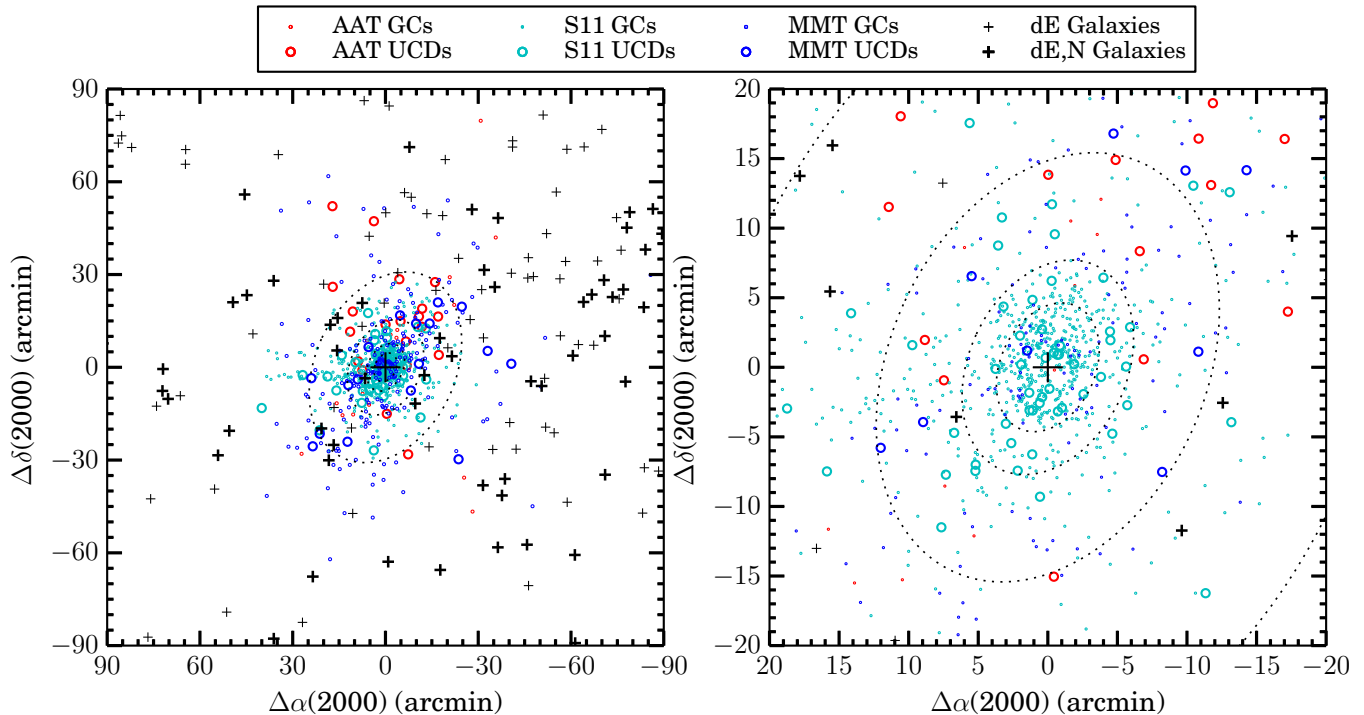 AAT GCs S11 GCs MMT GCs dE Galaxies
AAT UCDs S11 UCDs MMT UCDs dE,N Galaxies
90
60
30
0
−30
−60
−90
90 60 30 0 −30 −60 −90
Δα(2000) (arcmin)
Δδ(2000) (arcmin)
20
15
10
5
0
−5
−10
−15
−20
20 15 10 5 0 −5 −10 −15 −20
Δα(2000) (arcmin)
Δδ(2000) (arcmin)